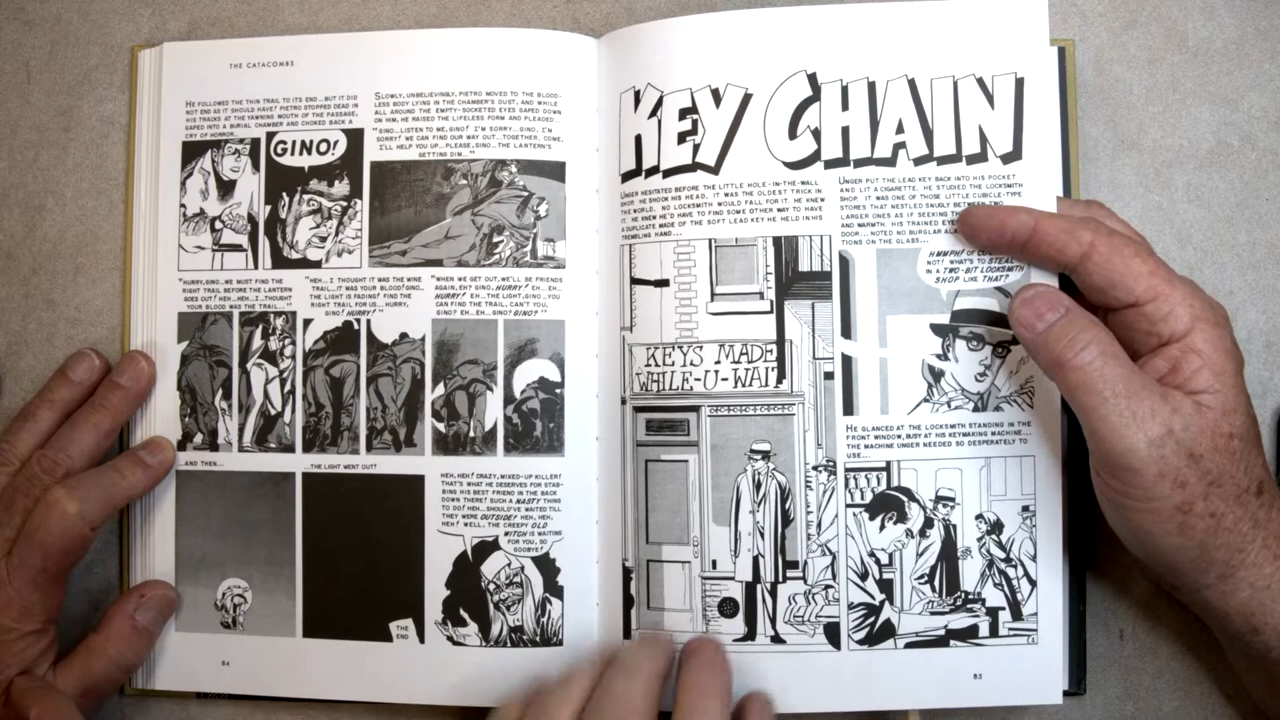 THE CATACOMBS
HE FOLLOWED THE THIN TRAIL TO ITS END...BUT IT DID
NOT END AS IT SHOULD HAVE! PIETRO STOPPED DEAD IN
HIS TRACKS AT THE YAWNING MOUTH OF THE PASSAGE,
GAPED INTO A BURIAL CHAMBER AND CHOKED BACK A
CRY OF HORROR...
GINO!
SLOWLY, UNBELIEVINGLY, PIETRO MOVED TO THE BLOOD-
LESS BODY LYING IN THE CHAMBER'S DUST, AND WHILE
ALL AROUND THE EMPTY-SOCKETED EYES GAPED DOWN
ON HIM, HE RAISED THE LIFELESS FORM AND PLEADED...
"GINO...LISTEN TO ME, GINO! I'M SORRY...GINO, I'M
SORRY! WE CAN FIND OUR WAY OUT...TOGETHER. COME,
I'LL HELP YOU UP...PLEASE, GINO...THE LANTERN'S
GETTING DIM..."
"HURRY, GINO...WE MUST FIND THE
RIGHT TRAIL BEFORE THE LANTERN
GOES OUT! HEH...HEH...I...THOUGHT
YOUR BLOOD WAS THE TRAIL..."
"HEH...I THOUGHT IT WAS THE WINE
TRAIL...IT WAS YOUR BLOOD! GINO...
THE LIGHT IS FADING! FIND THE
RIGHT TRAIL FOR US...HURRY,
GINO! HURRY!"
"WHEN WE GET OUT, WE'LL BE FRIENDS
AGAIN, EH? GINO, HURRY! EH...EH...
HURRY! EH...THE LIGHT, GINO...YOU
CAN FIND THE TRAIL, CAN'T YOU,
GINO? EH...EH...GINO? GINO?"
...AND THEN...
...THE LIGHT WENT OUT!
THE
END
HEH, HEH! CRAZY, MIXED-UP KILLER!
THAT'S WHAT HE DESERVES FOR STAB-
BING HIS BEST FRIEND IN THE BACK
DOWN THERE! SUCH A NASTY THING
TO DO! HEH...SHOULD'VE WAITED TILL
THEY WERE OUTSIDE! HEH, HEH,
HEH! WELL, THE CREEPY OLD
WITCH IS WAITING
FOR YOU, SO
GOODBYE!
84
KEY CHAIN
UNGER HESITATED BEFORE THE LITTLE HOLE-IN-THE-WALL
SHOP. HE SHOOK HIS HEAD. IT WAS THE OLDEST TRICK IN
THE WORLD. NO LOCKSMITH WOULD FALL FOR IT. HE KNEW
IT. HE KNEW HE'D HAVE TO FIND SOME OTHER WAY TO HAVE
A DUPLICATE MADE OF THE SOFT LEAD KEY HE HELD IN HIS
TREMBLING HAND...
KEYS MADE
WHILE-U-WAIT
UNGER PUT THE LEAD KEY BACK INTO HIS POCKET
AND LIT A CIGARETTE. HE STUDIED THE LOCKSMITH
SHOP. IT WAS ONE OF THOSE LITTLE CUBICLE-TYPE
STORES THAT NESTLED SNUGLY BETWEEN TWO
LARGER ONES AS IF SEEKING
AND WARMTH. HIS TRAINED
DOOR...NOTED NO BURGLAR
TIONS ON THE GLASS...
HMMPH! OF
NOT! WHAT'S TO STEAL
IN A TWO-BIT LOCKSMITH
SHOP LIKE THAT?
HE GLANCED AT THE LOCKSMITH STANDING IN THE
FRONT WINDOW, BUSY AT HIS KEYMAKING MACHINE...
THE MACHINE UNGER NEEDED SO DESPERATELY TO
USE...
1
85